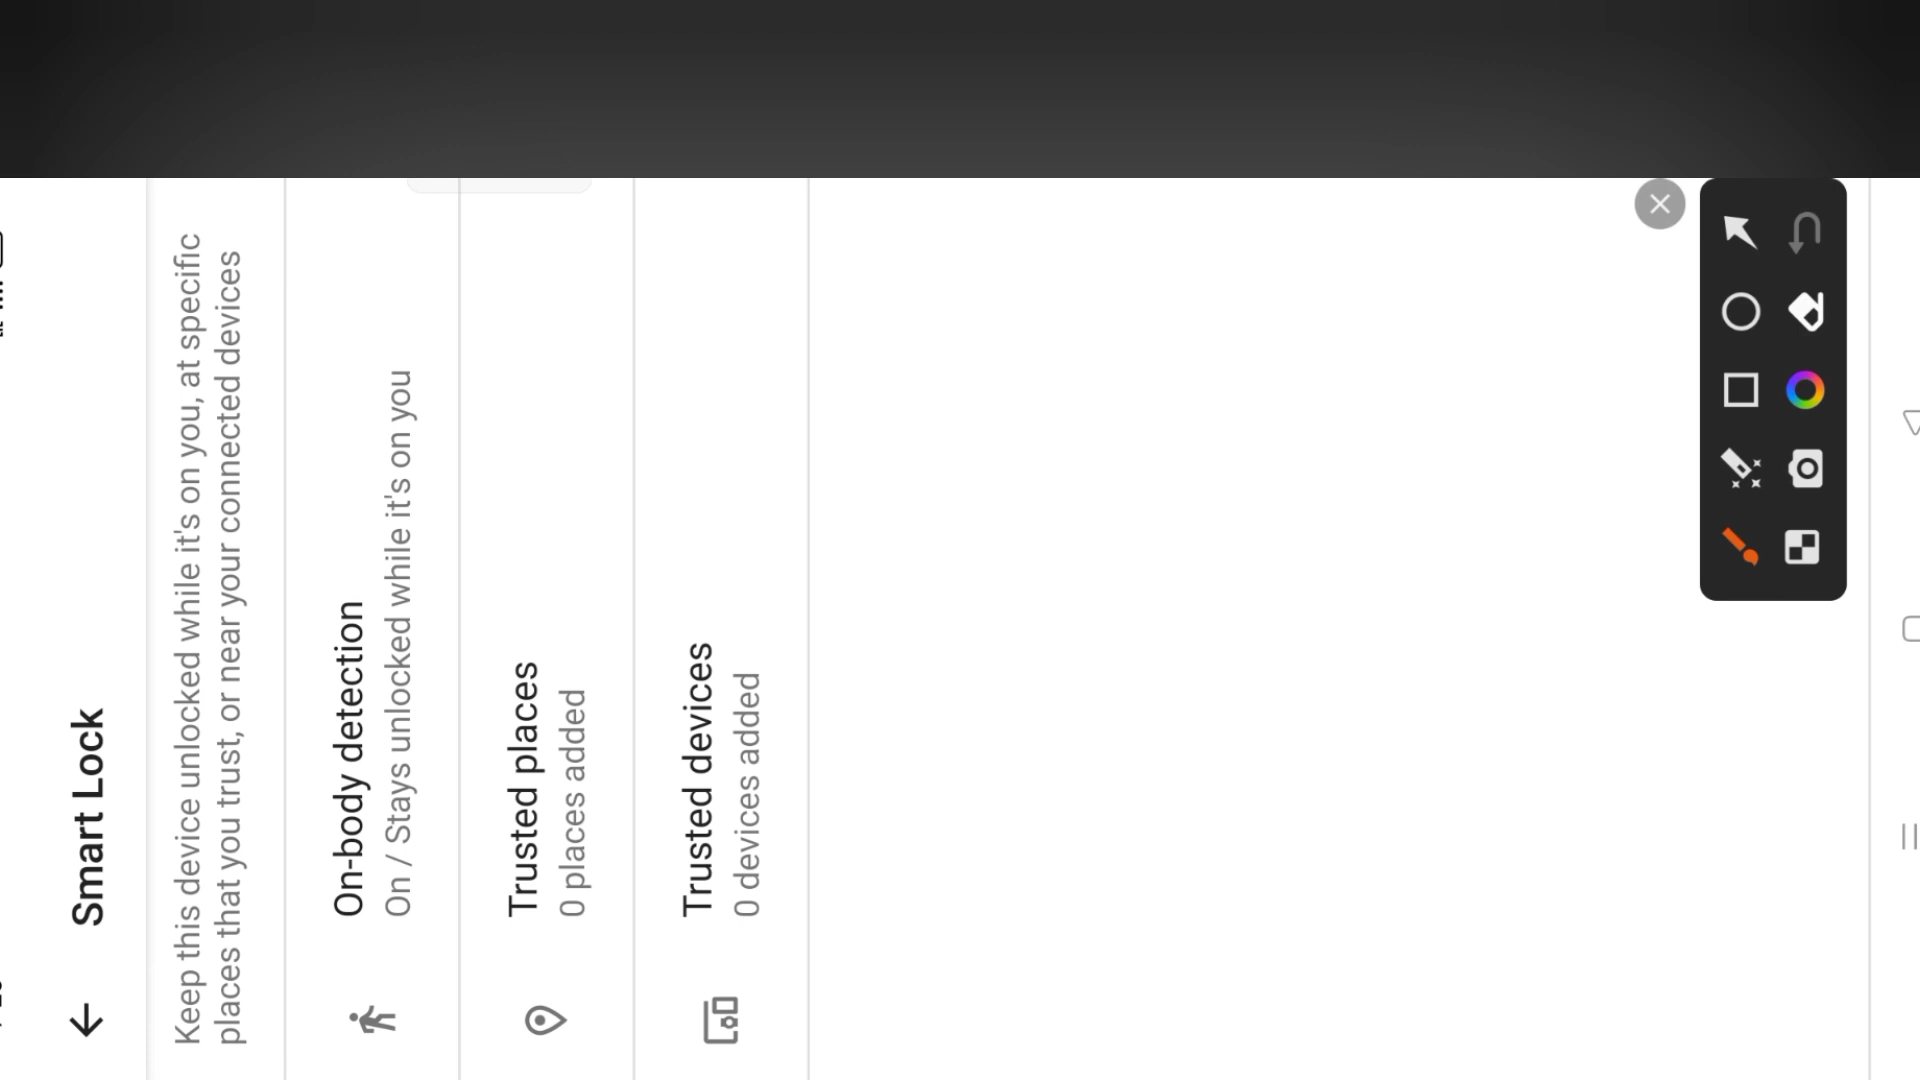 Smart Lock
Keep this device unlocked while it's on you, at specific
places that you trust, or near your connected devices
On-body detection
On / Stays unlocked while it's on you
Trusted places
0 places added
Trusted devices
0 devices added